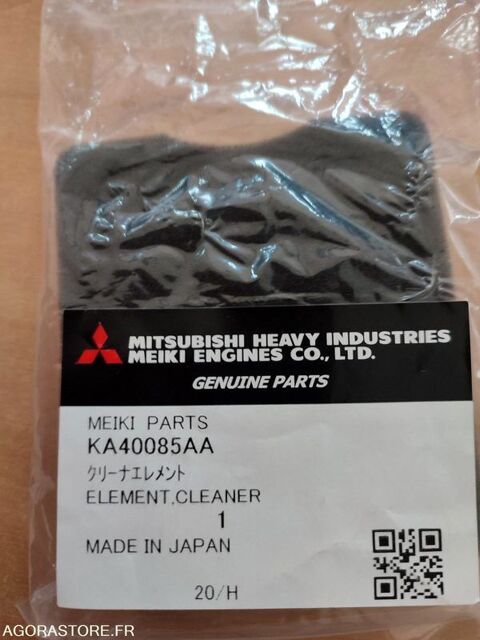 MITSUBISHI HEAVY INDUSTRIES
MEIKI ENGINES CO., LTD.
GENUINE PARTS
MEIKI PARTS
KA40085AA
ｸﾘｰﾅｴﾚﾒﾝﾄ
ELEMENT,CLEANER
1
MADE IN JAPAN
20/H
AGORASTORE.FR